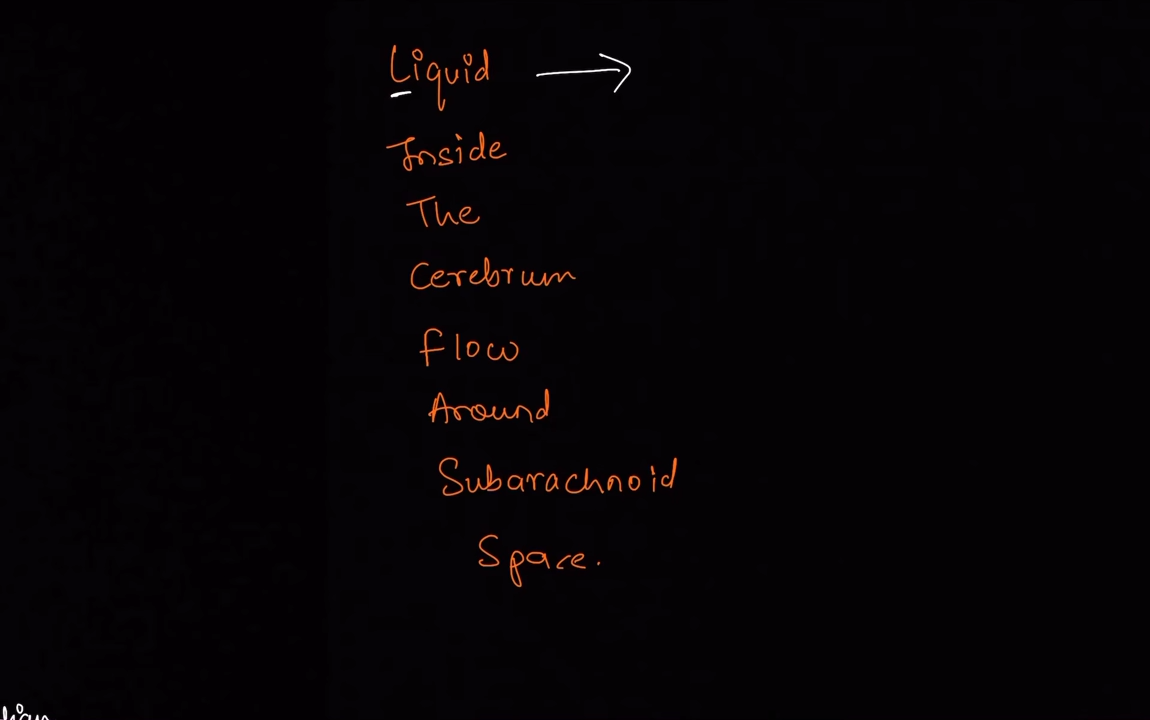 Liquid →
Inside
The
Cerebrum
flow
Around
Subarachnoid
Space.